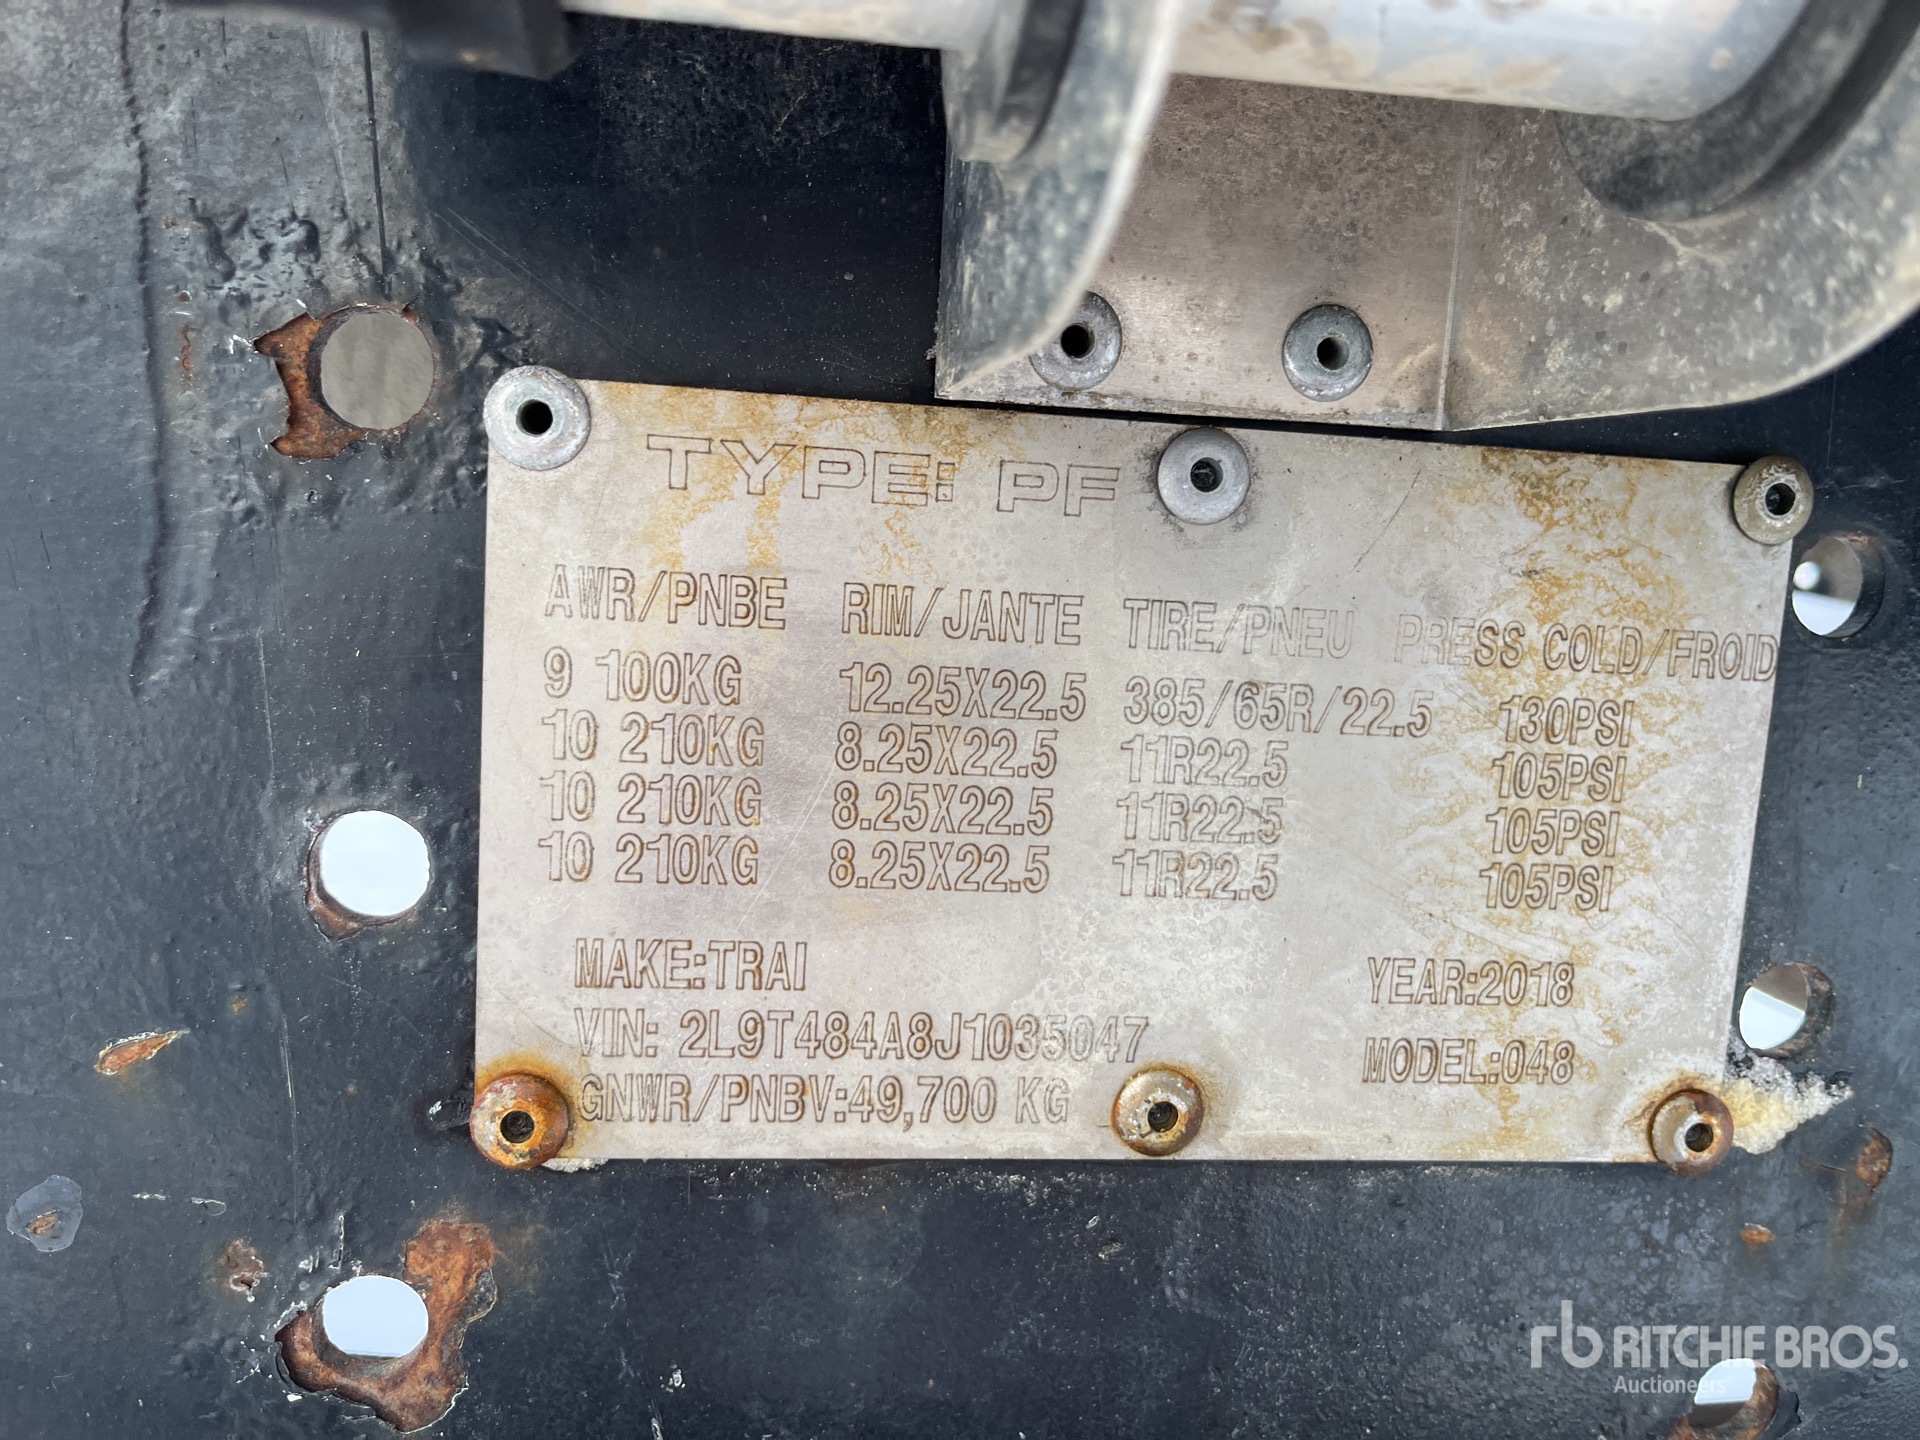 TYPE: PF
AWR/PNBE RIM/JANTE TIRE/PNEU PRESS COLD/FROID
9 100KG 12.25X22.5 385/65R/22.5 130PSI
10 210KG 8.25X22.5 11R22.5 105PSI
10 210KG 8.25X22.5 11R22.5 105PSI
10 210KG 8.25X22.5 11R22.5 105PSI
MAKE:TRAI YEAR:2018
VIN: 2L9T484A8J1035047 MODEL:048
GNWR/PNBV:49,700 KG
rb RITCHIE BROS.
Auctioneers